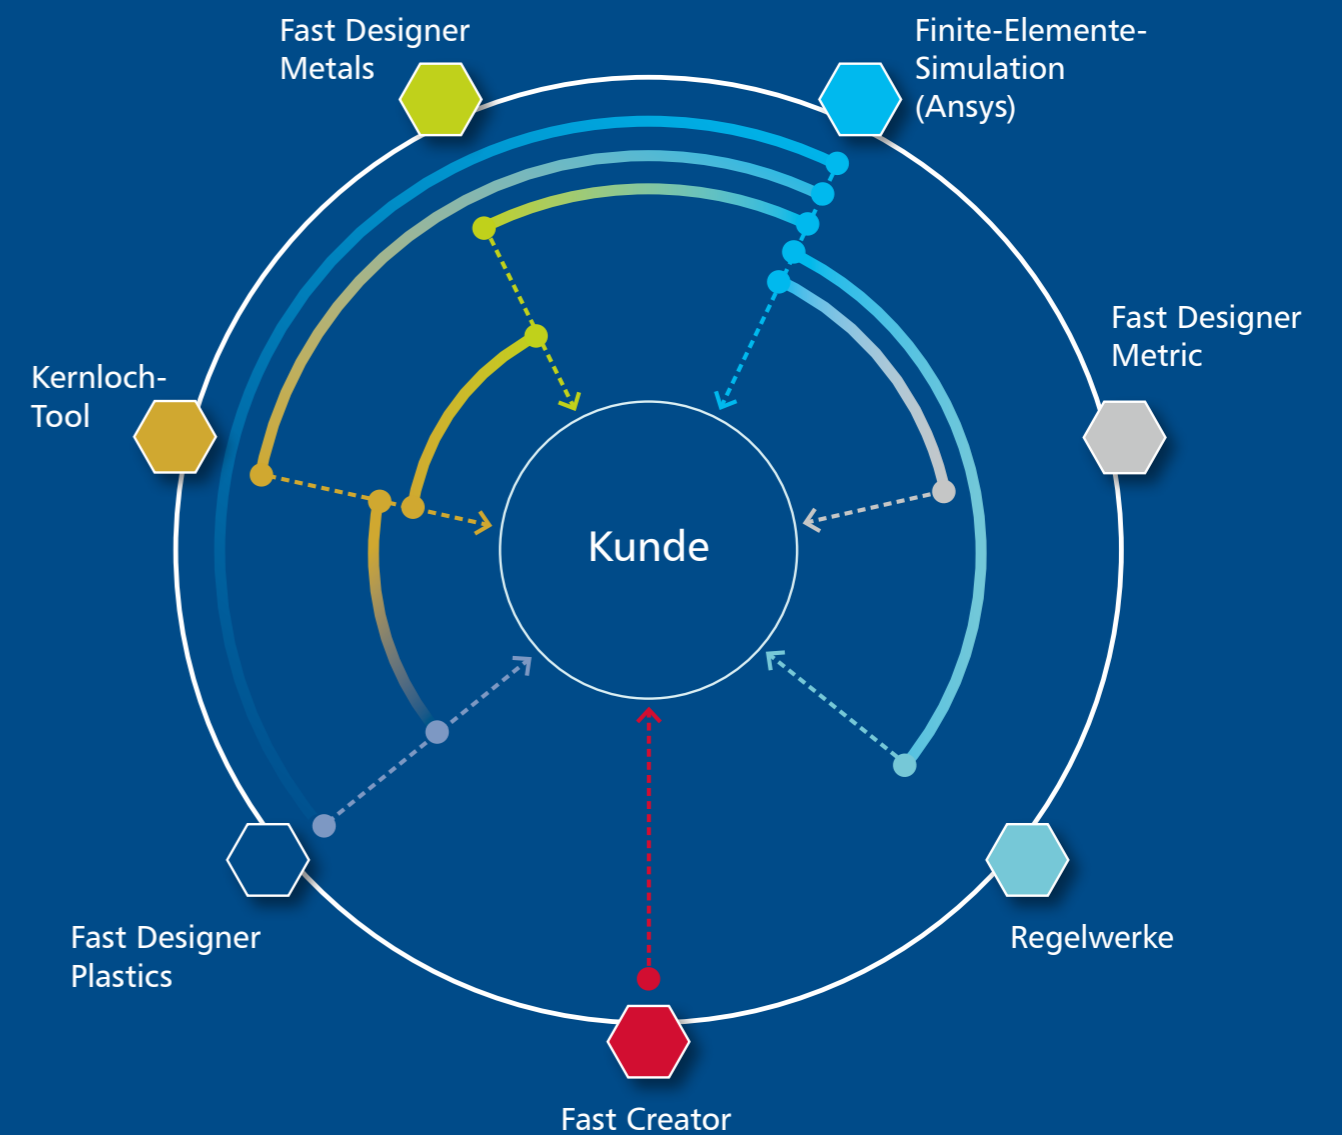 Fast Designer
Metals
Finite-Elemente-
Simulation
(Ansys)
Fast Designer
Metric
Kernloch-
Tool
Kunde
Fast Designer
Plastics
Regelwerke
Fast Creator